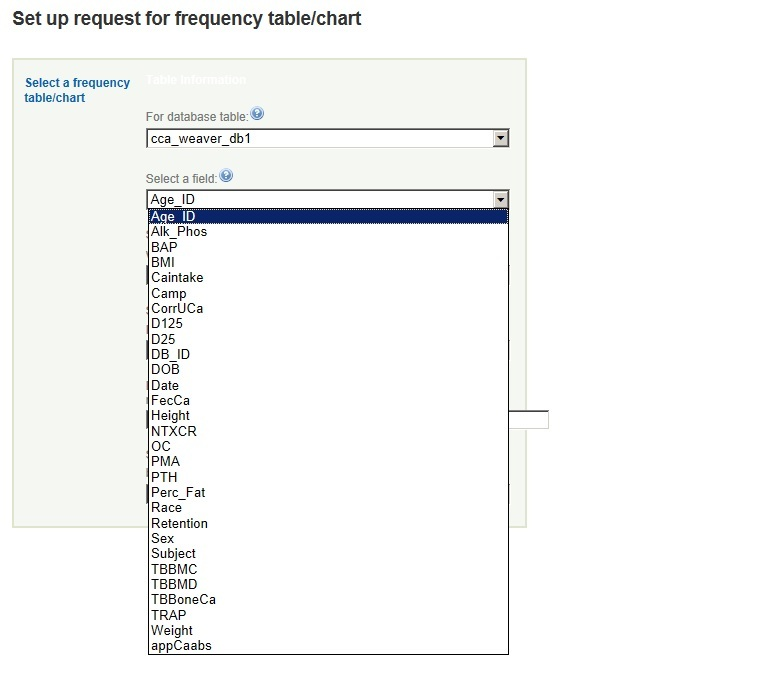 Set up request for frequency table/chart
Select a frequency
table/chart
Table Information
For database table:
cca_weaver_db1
Select a field:
Age_ID
Age_ID
Alk_Phos
BAP
BMI
Caintake
Camp
CorrUCa
D125
D25
DB_ID
DOB
Date
FecCa
Height
NTXCR
OC
PMA
PTH
Perc_Fat
Race
Retention
Sex
Subject
TBBMC
TBBMD
TBBoneCa
TRAP
Weight
appCaabs